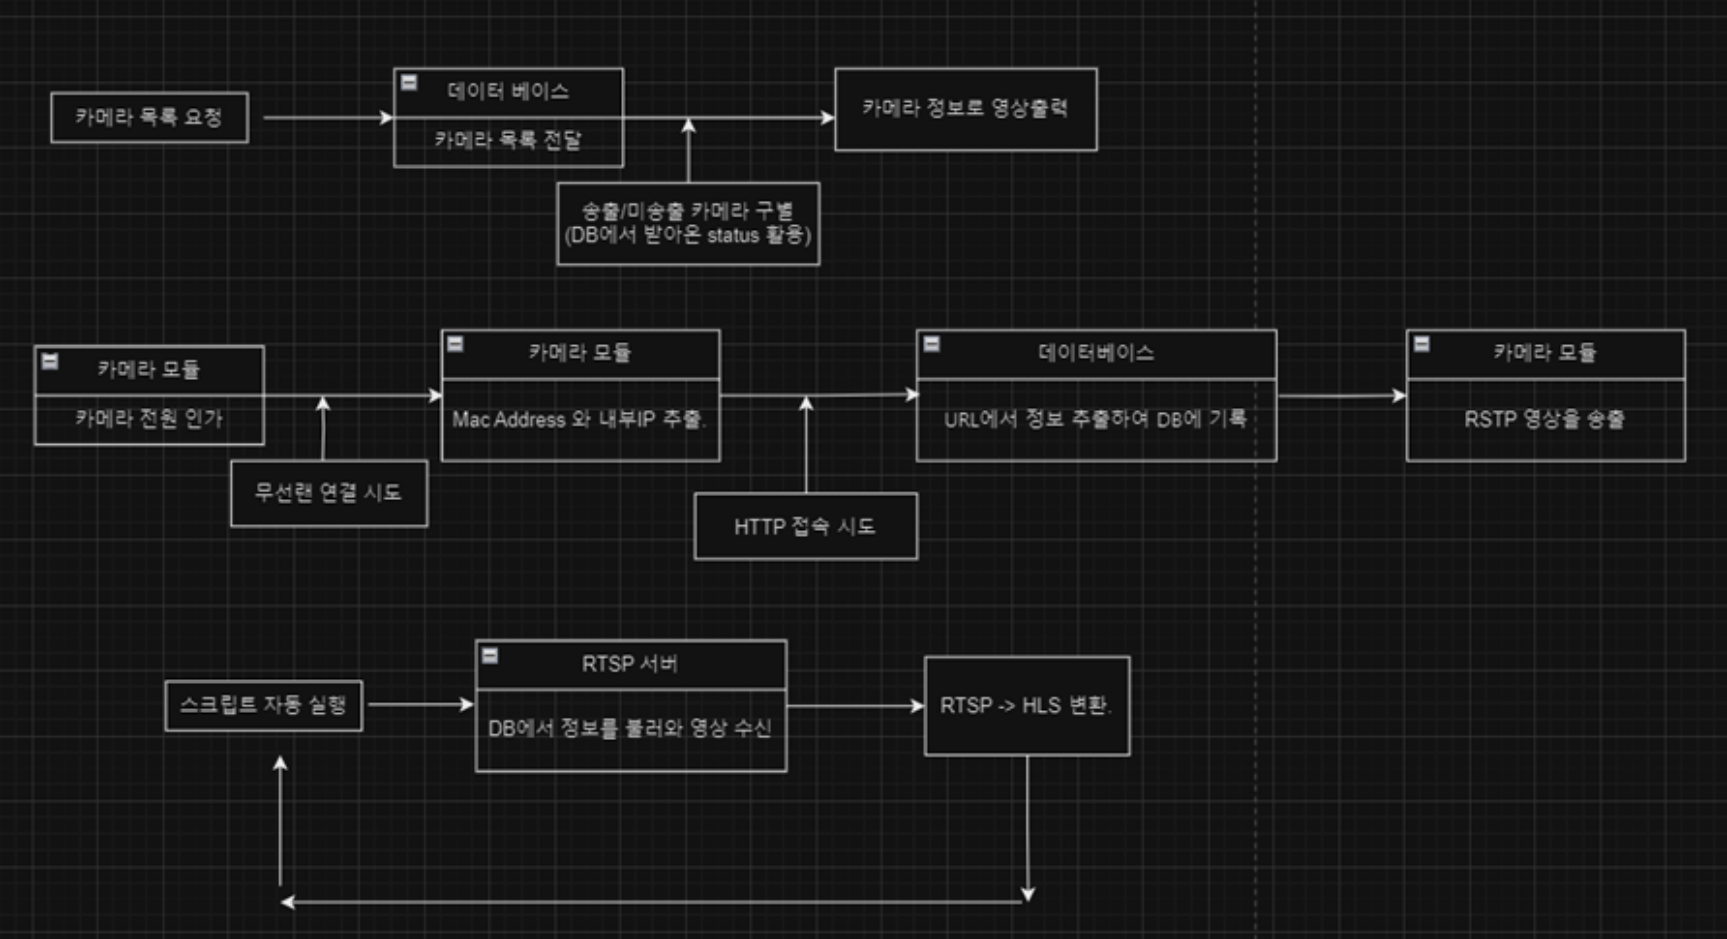 카메라 목록 요청
데이터 베이스
카메라 목록 전달
카메라 정보로 영상출력
송출/미송출 카메라 구별
(DB에서 받아온 status 활용)
카메라 모듈
카메라 전원 인가
무선랜 연결 시도
카메라 모듈
Mac Address 와 내부IP 추출.
HTTP 접속 시도
데이터베이스
URL에서 정보 추출하여 DB에 기록
카메라 모듈
RSTP 영상을 송출
스크립트 자동 실행
RTSP 서버
DB에서 정보를 불러와 영상 수신
RTSP -> HLS 변환.